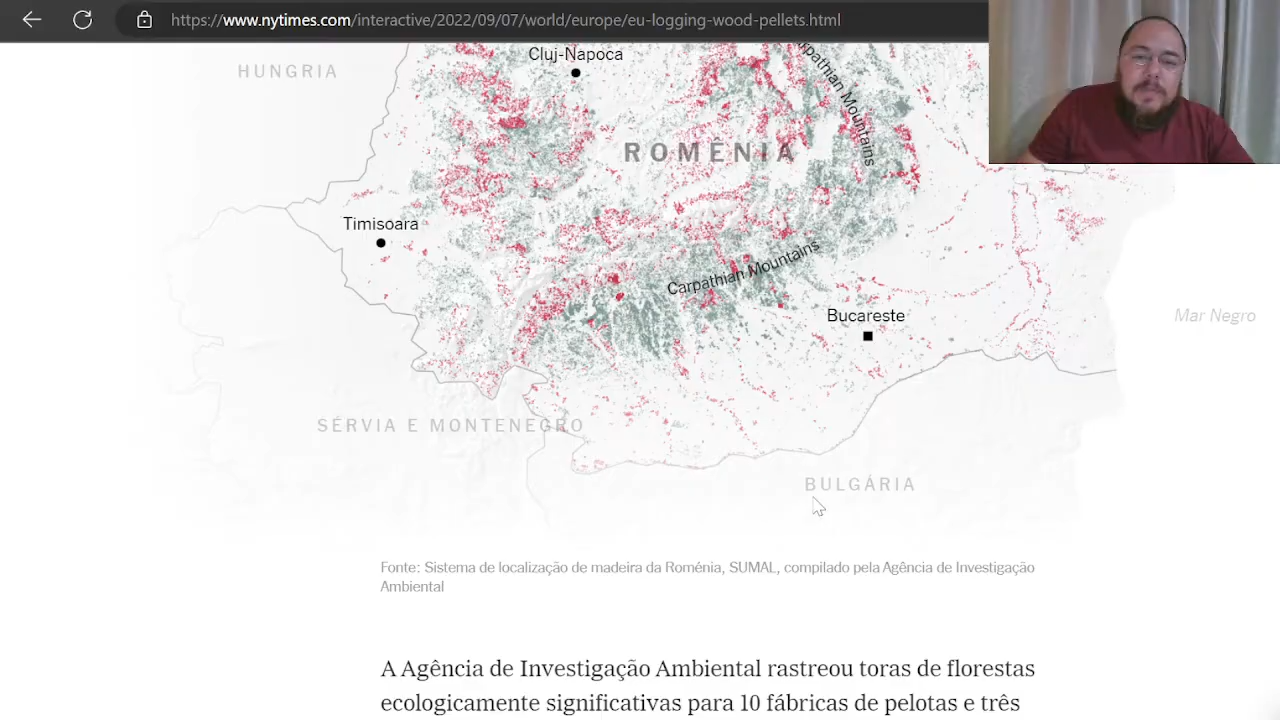 https://www.nytimes.com/interactive/2022/09/07/world/europe/eu-logging-wood-pellets.html
Cluj-Napoca
HUNGRIA
Carpathian Mountains
ROMÊNIA
Timisoara
Carpathian Mountains
Bucareste
Mar Negro
SÉRVIA E MONTENEGRO
BULGÁRIA
Fonte: Sistema de localização de madeira da Roménia, SUMAL, compilado pela Agência de Investigação
Ambiental
A Agência de Investigação Ambiental rastreou toras de florestas
ecologicamente significativas para 10 fábricas de pelotas e três